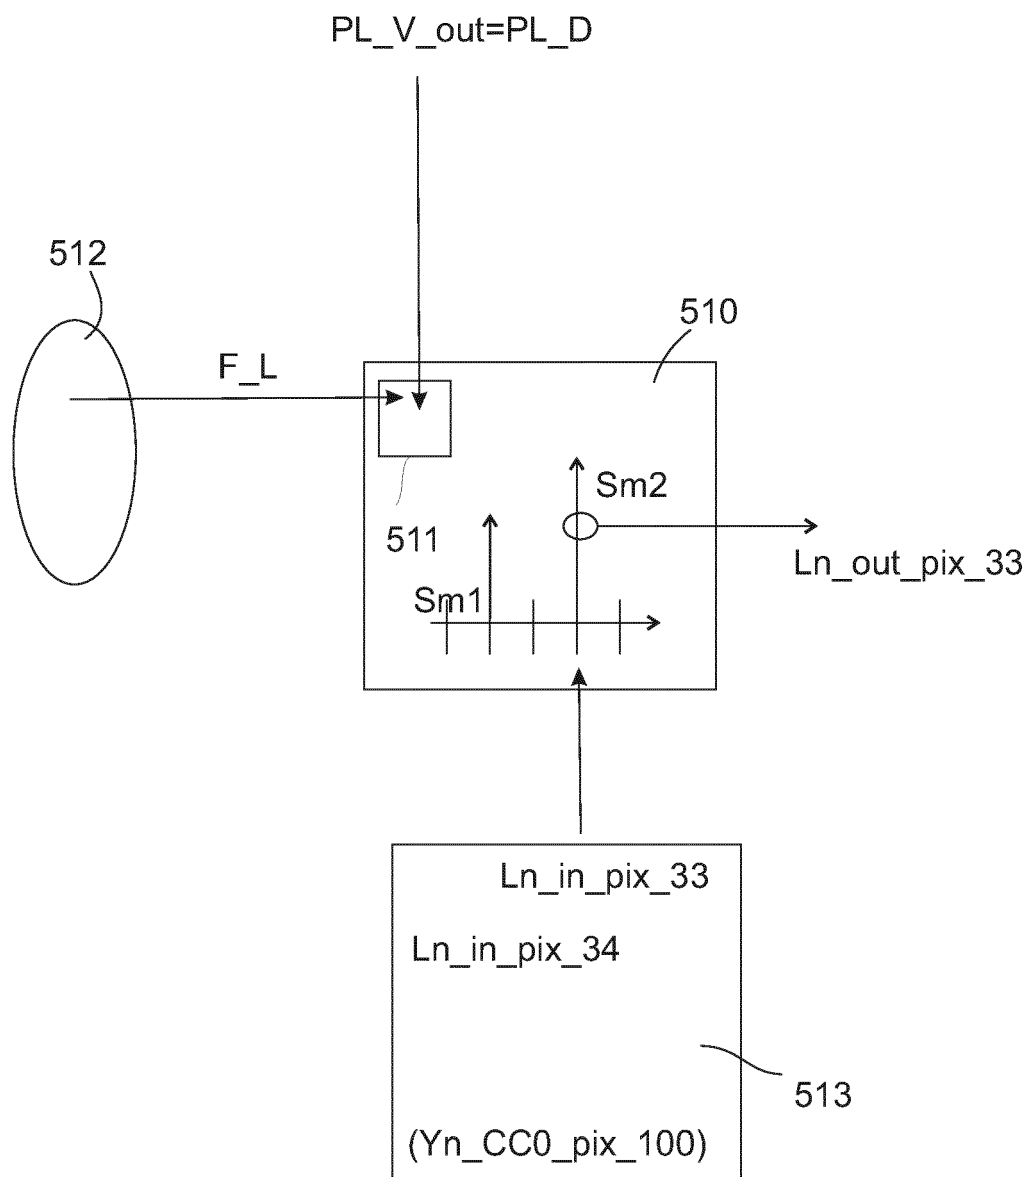 PL_V_out=PL_D
512
510
F_L
Sm2
511
Ln_out_pix_33
Sm1
Ln_in_pix_33
Ln_in_pix_34
513
(Yn_CC0_pix_100)